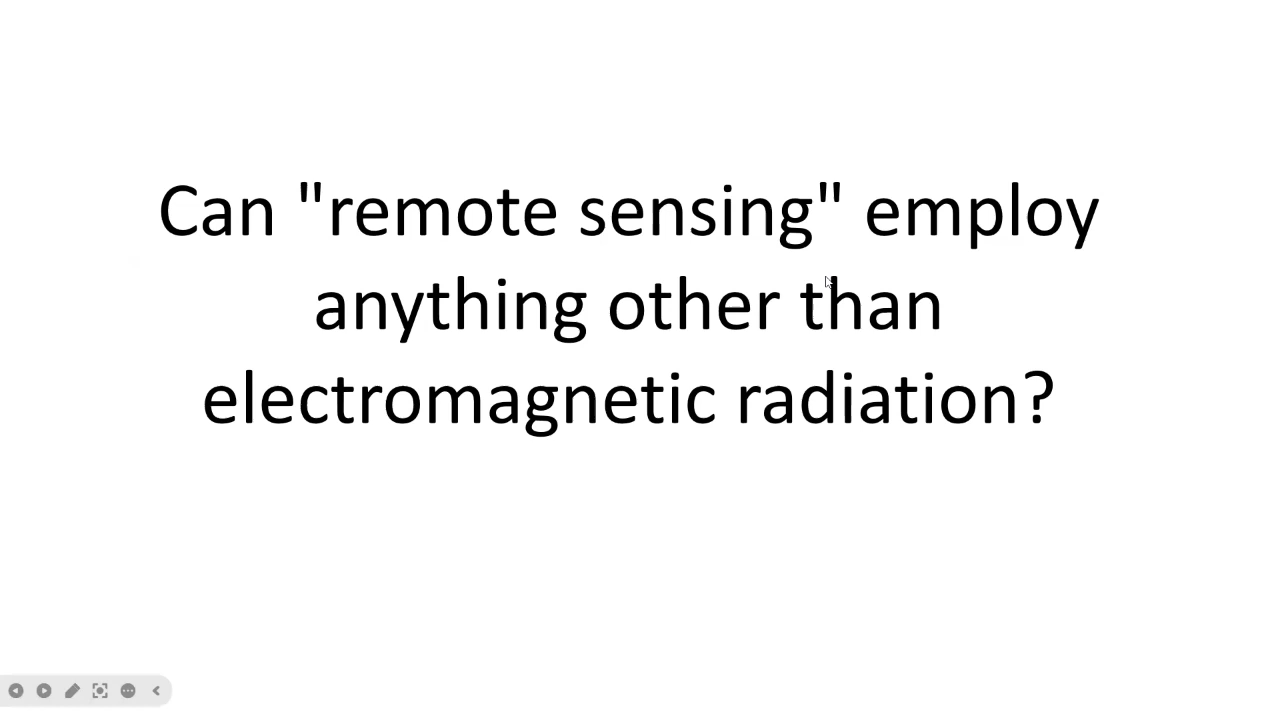 Can "remote sensing" employ
anything other than
electromagnetic radiation?